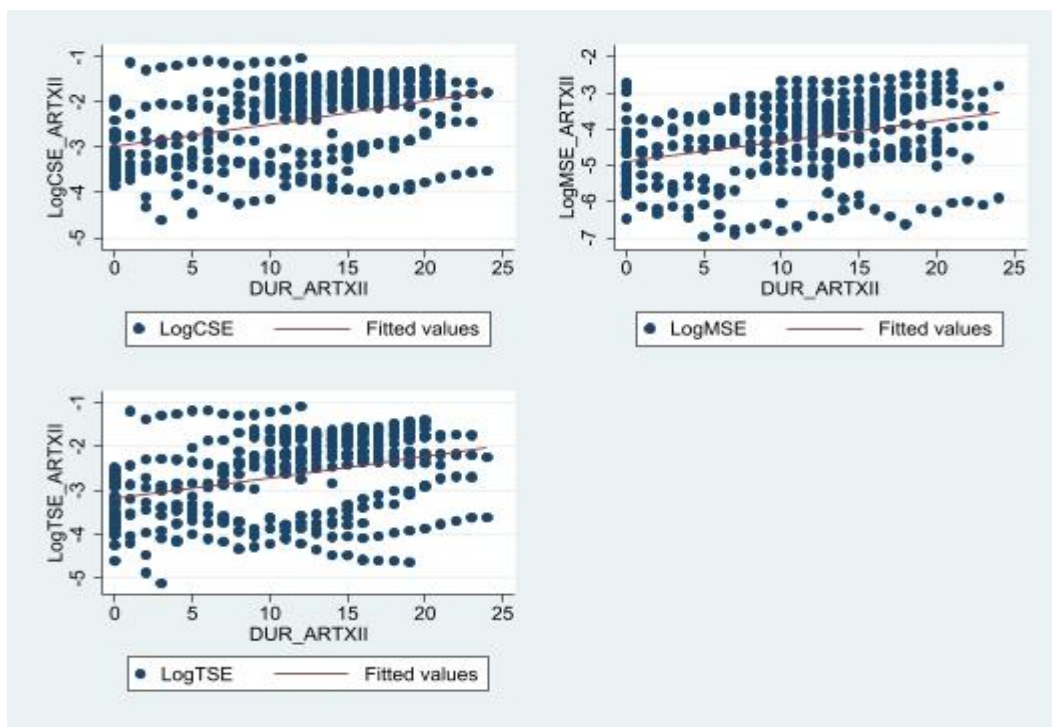 -1
-2
-3
-4
-5
LogCSE_ARTXII
0 5 10 15 20 25
DUR_ARTXII
LogCSE Fitted values
-2
-3
-4
-5
-6
-7
LogMSE_ARTXII
0 5 10 15 20 25
DUR_ARTXII
LogMSE Fitted values
-1
-2
-3
-4
-5
LogTSE_ARTXII
0 5 10 15 20 25
DUR_ARTXII
LogTSE Fitted values